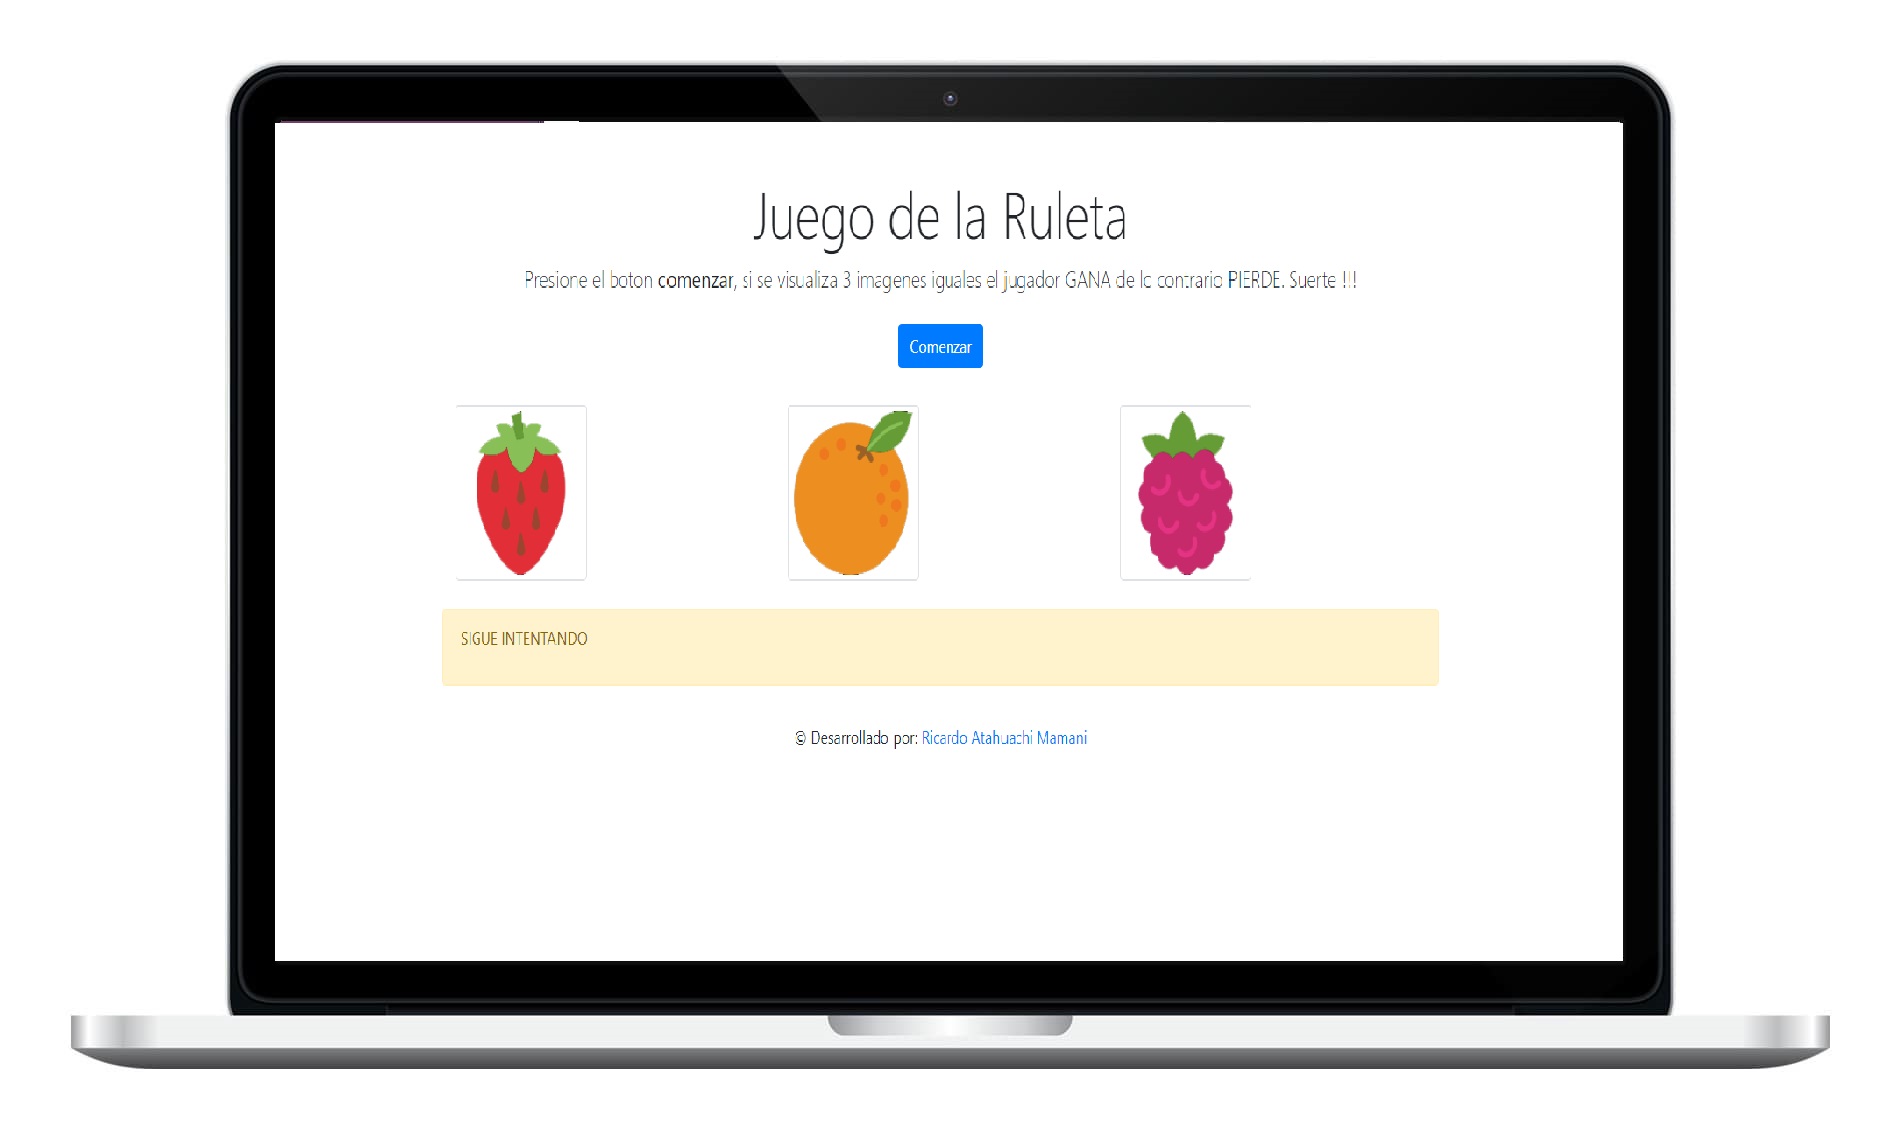 Juego de la Ruleta
Presione el boton comenzar, si se visualiza 3 imagenes iguales el jugador GANA de lo contrario PIERDE. Suerte !!!
Comenzar
SIGUE INTENTANDO
© Desarrollado por: Ricardo Atahuachi Mamani